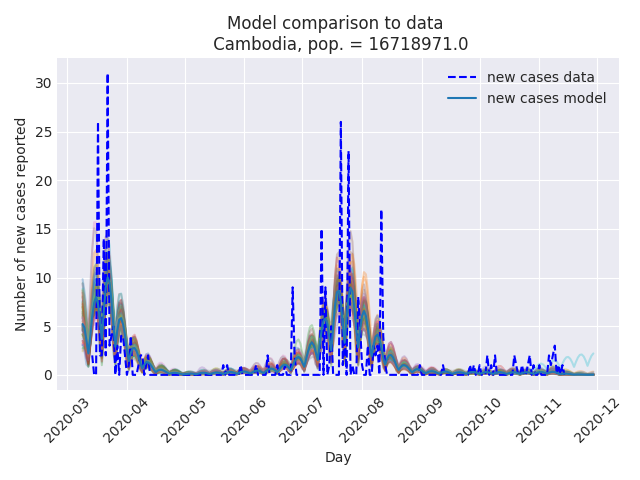 Model comparison to data
Cambodia, pop. = 16718971.0
new cases data
new cases model
Number of new cases reported
30
25
20
15
10
5
0
2020-03
2020-04
2020-05
2020-06
2020-07
2020-08
2020-09
2020-10
2020-11
2020-12
Day